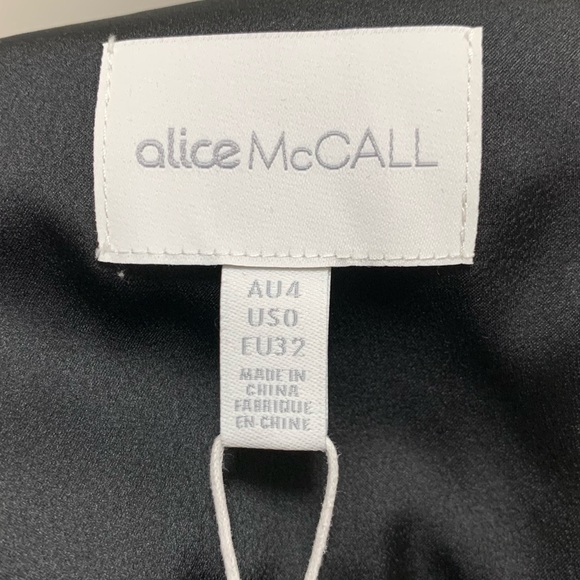 alice McCALL
AU4
US0
EU32
MADE IN
CHINA
FABRIQUE
EN CHINE